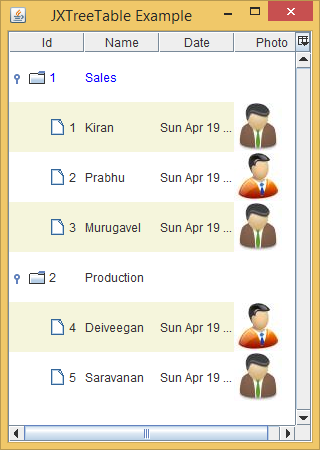 JXTreeTable Example
Id Name Date Photo
1 Sales
1 Kiran Sun Apr 19 ...
2 Prabhu Sun Apr 19 ...
3 Murugavel Sun Apr 19 ...
2 Production
4 Deiveegan Sun Apr 19 ...
5 Saravanan Sun Apr 19 ...